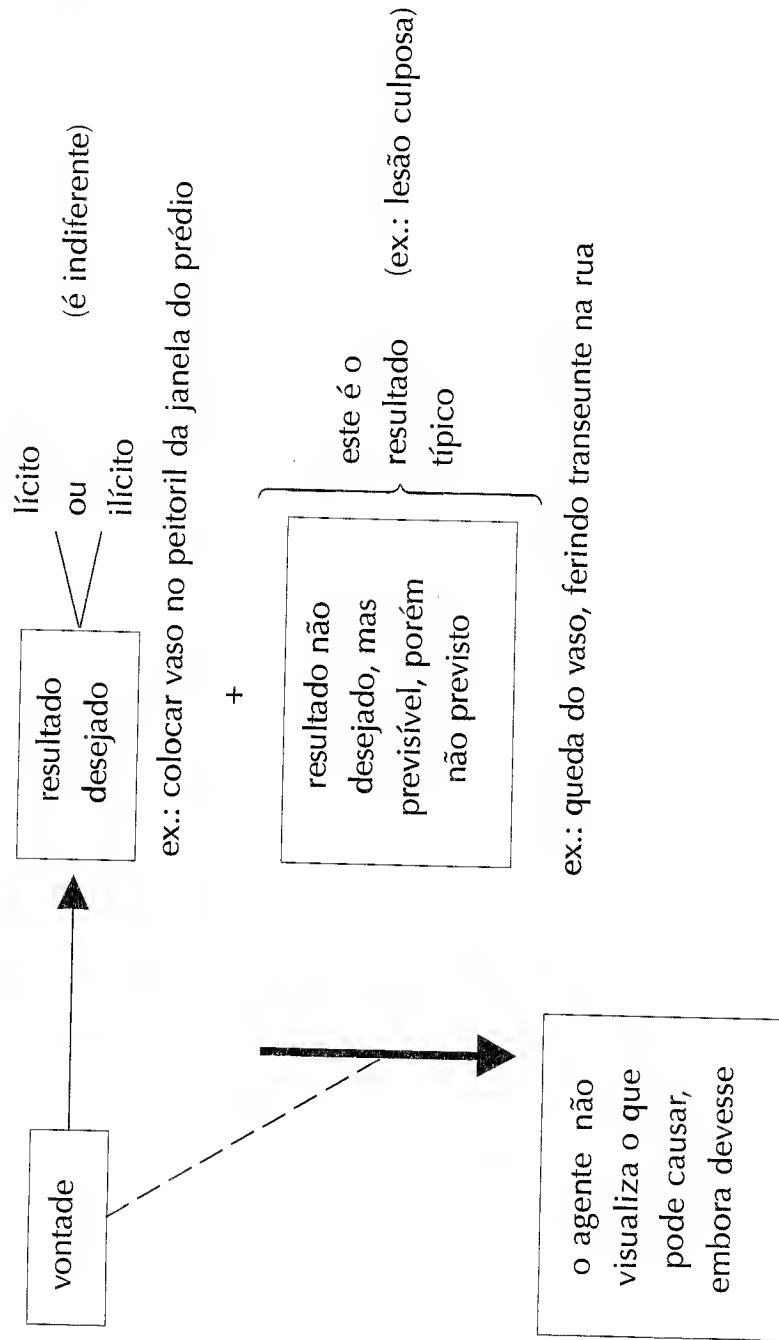 vontade
resultado
desejado
lícito
ou
ilícito
(é indiferente)
ex.: colocar vaso no peitoril da janela do prédio
+
resultado não
desejado, mas
previsível, porém
não previsto
este é o
resultado
típico
(ex.: lesão culposa)
ex.: queda do vaso, ferindo transeunte na rua
o agente não
visualiza o que
pode causar,
embora devesse